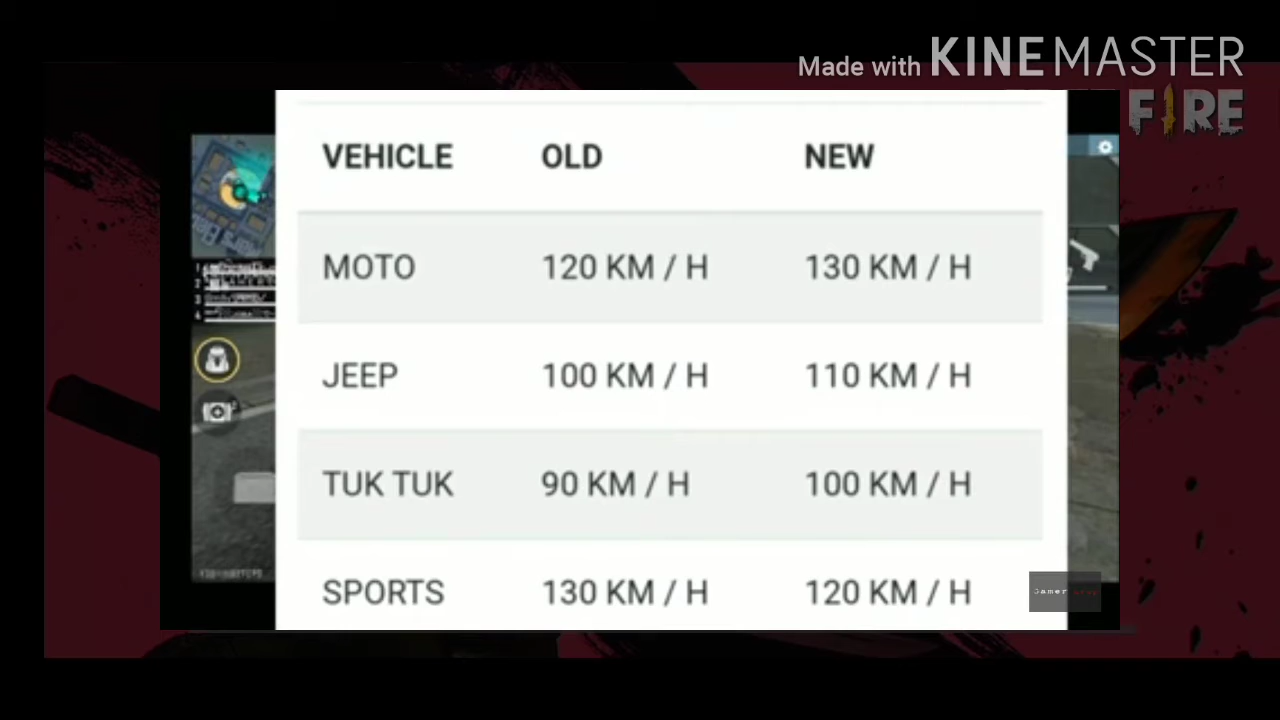 Made with KINEMASTER
FIRE
VEHICLE OLD NEW
MOTO 120 KM / H 130 KM / H
JEEP 100 KM / H 110 KM / H
TUK TUK 90 KM / H 100 KM / H
SPORTS 130 KM / H 120 KM / H
Gamer